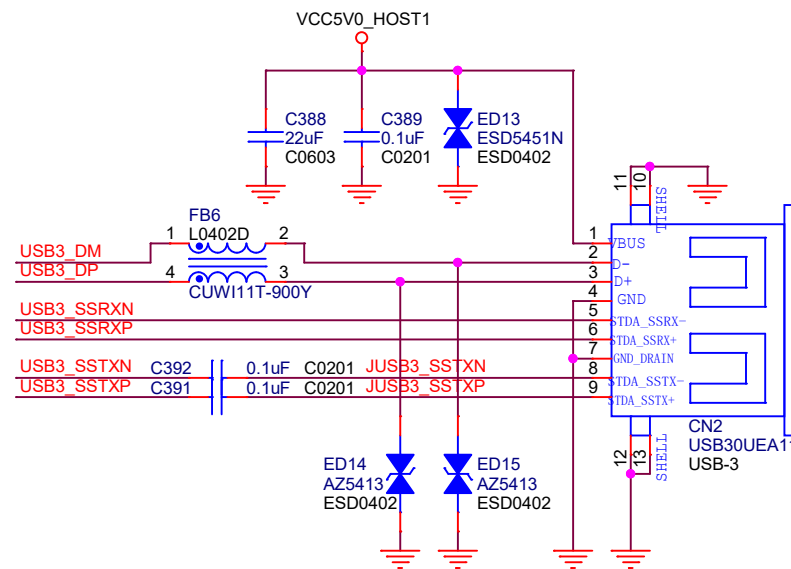 VCC5V0_HOST1
C388
22uF
C0603
C389
0.1uF
C0201
ED13
ESD5451N
ESD0402
11
10
SHELL
FB6
L0402D
1
2
4
3
CUWI11T-900Y
USB3_DM
USB3_DP
USB3_SSRXN
USB3_SSRXP
USB3_SSTXN C392 0.1uF C0201 JUSB3_SSTXN
USB3_SSTXP C391 0.1uF C0201 JUSB3_SSTXP
1 VBUS
2 D-
3 D+
4 GND
5 STDA_SSRX-
6 STDA_SSRX+
7 GND_DRAIN
8 STDA_SSTX-
9 STDA_SSTX+
12
13
SHELL
CN2
USB30UEA11
USB-3
ED14
AZ5413
ESD0402
ED15
AZ5413
ESD0402